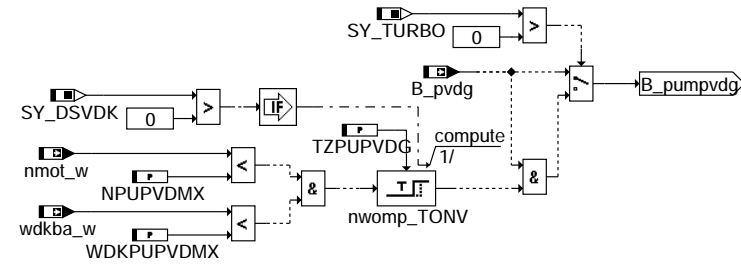 SY_TURBO
>
0
B_pvdg
B_pumpvdg
SY_DSVDK
>
0
IF
P
TZPUPVDG
compute
1/
nmot_w
<
P
NPUPVDMX
&
T
nwomp_TONV
&
wdkba_w
<
P
WDKPUPVDMX